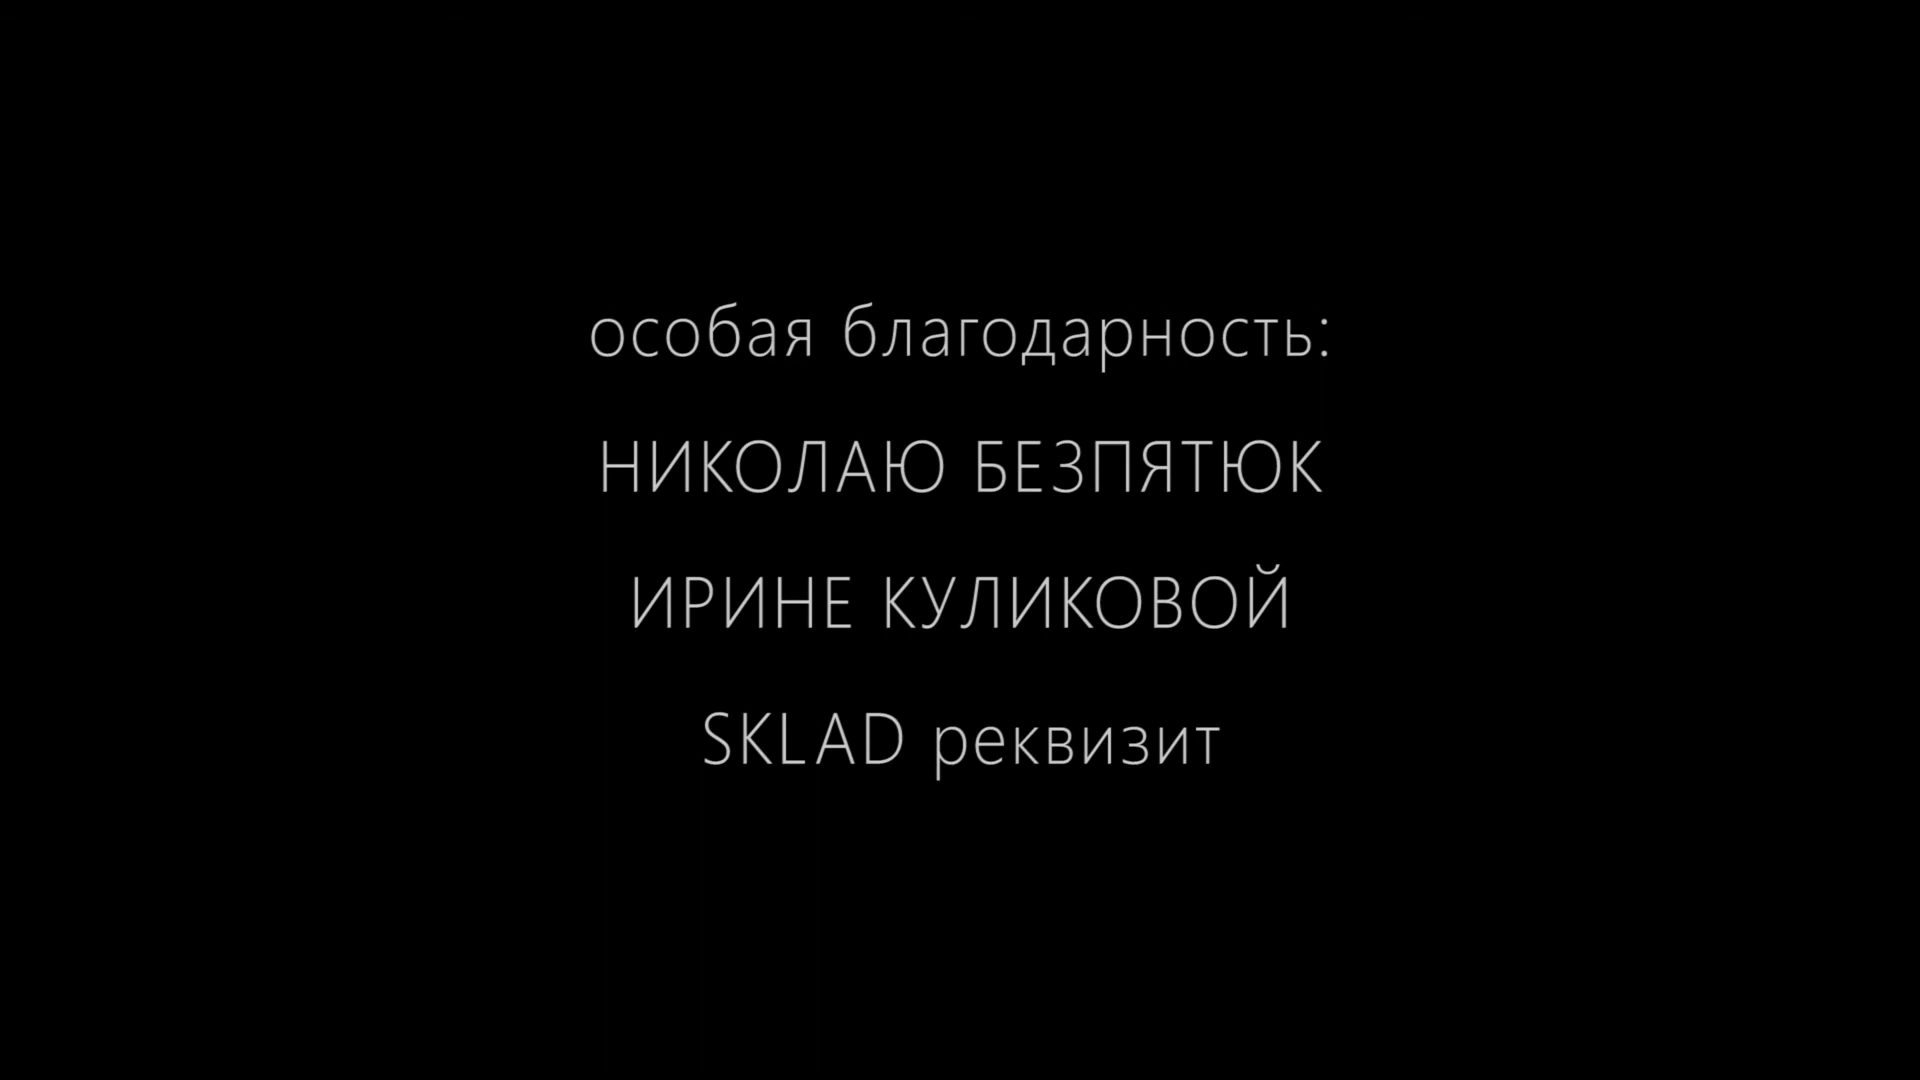 особая благодарность:
НИКОЛАЮ БЕЗПЯТЮК
ИРИНЕ КУЛИКОВОЙ
SKLAD реквизит